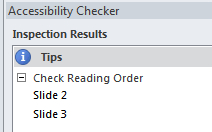 Accessibility Checker
Inspection Results
Tips
Check Reading Order
Slide 2
Slide 3